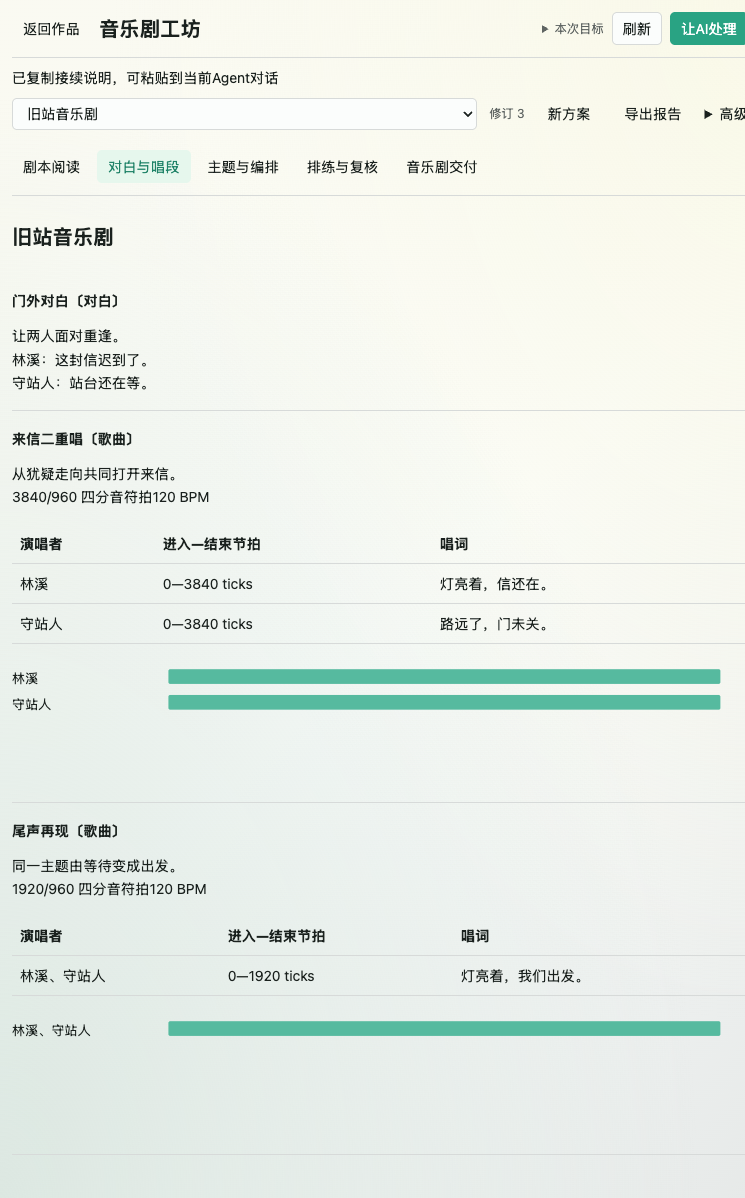 返回作品 音乐剧工坊 ▶ 本次目标 刷新 让AI处理
已复制接续说明，可粘贴到当前Agent对话
旧站音乐剧 修订 3 新方案 导出报告 ▶ 高级
剧本阅读 对白与唱段 主题与编排 排练与复核 音乐剧交付
旧站音乐剧
门外对白〔对白〕
让两人面对重逢。
林溪：这封信迟到了。
守站人：站台还在等。
来信二重唱〔歌曲〕
从犹疑走向共同打开来信。
3840/960 四分音符拍120 BPM
演唱者 进入—结束节拍 唱词
林溪 0—3840 ticks 灯亮着，信还在。
守站人 0—3840 ticks 路远了，门未关。
林溪
守站人
尾声再现〔歌曲〕
同一主题由等待变成出发。
1920/960 四分音符拍120 BPM
演唱者 进入—结束节拍 唱词
林溪、守站人 0—1920 ticks 灯亮着，我们出发。
林溪、守站人